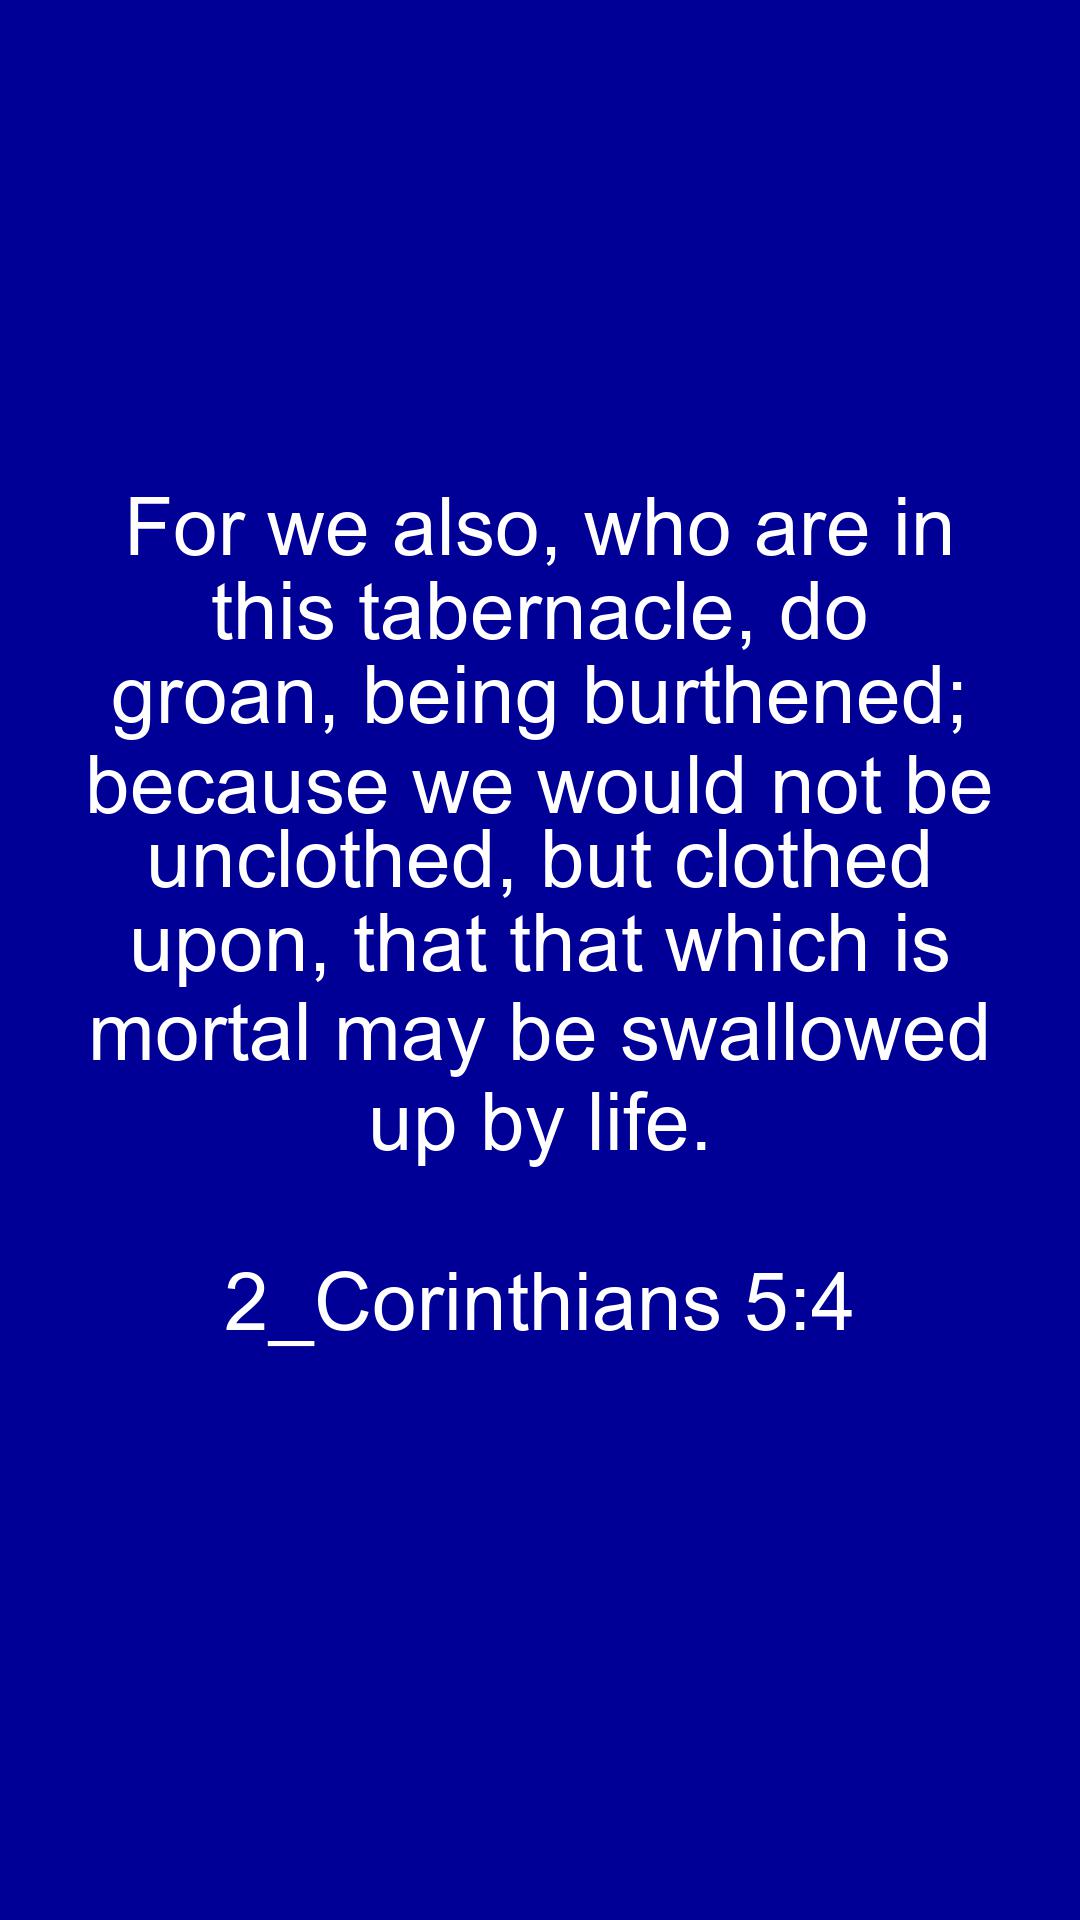 For we also, who are in
this tabernacle, do
groan, being burthened;
because we would not be
unclothed, but clothed
upon, that that which is
mortal may be swallowed
up by life.
2_Corinthians 5:4